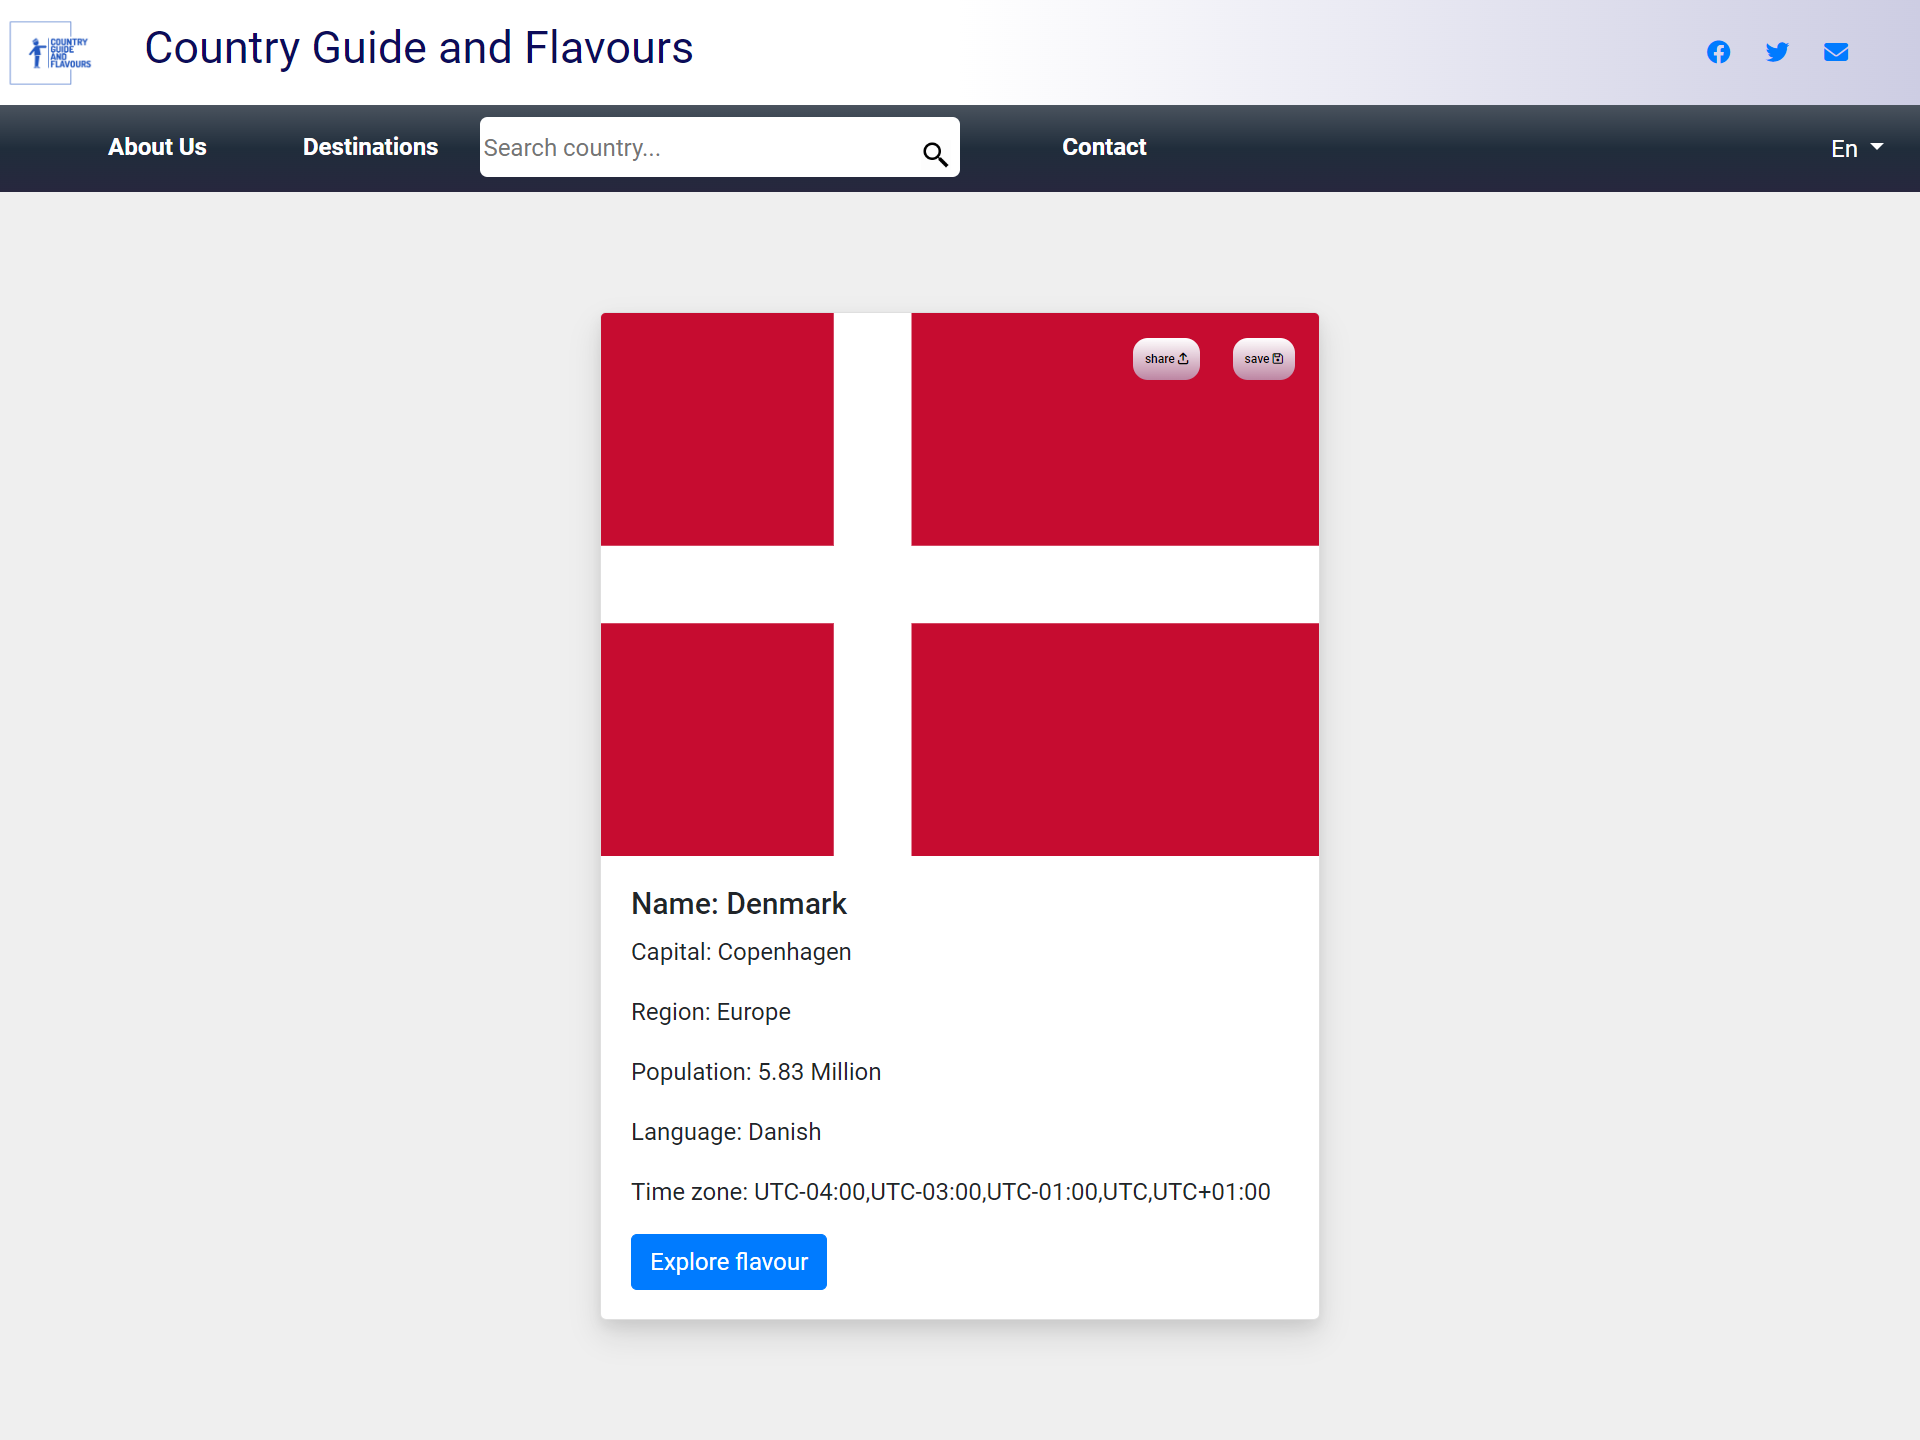 COUNTRY
GUIDE
AND
FLAVOURS
Country Guide and Flavours
About Us
Destinations
Search country...
Contact
En
share
save
Name: Denmark
Capital: Copenhagen
Region: Europe
Population: 5.83 Million
Language: Danish
Time zone: UTC-04:00,UTC-03:00,UTC-01:00,UTC,UTC+01:00
Explore flavour